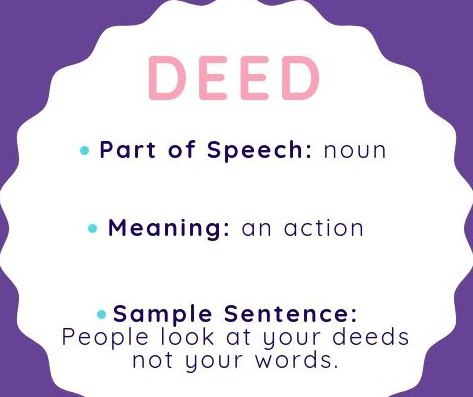 DEED
• Part of Speech: noun
• Meaning: an action
• Sample Sentence:
People look at your deeds
not your words.